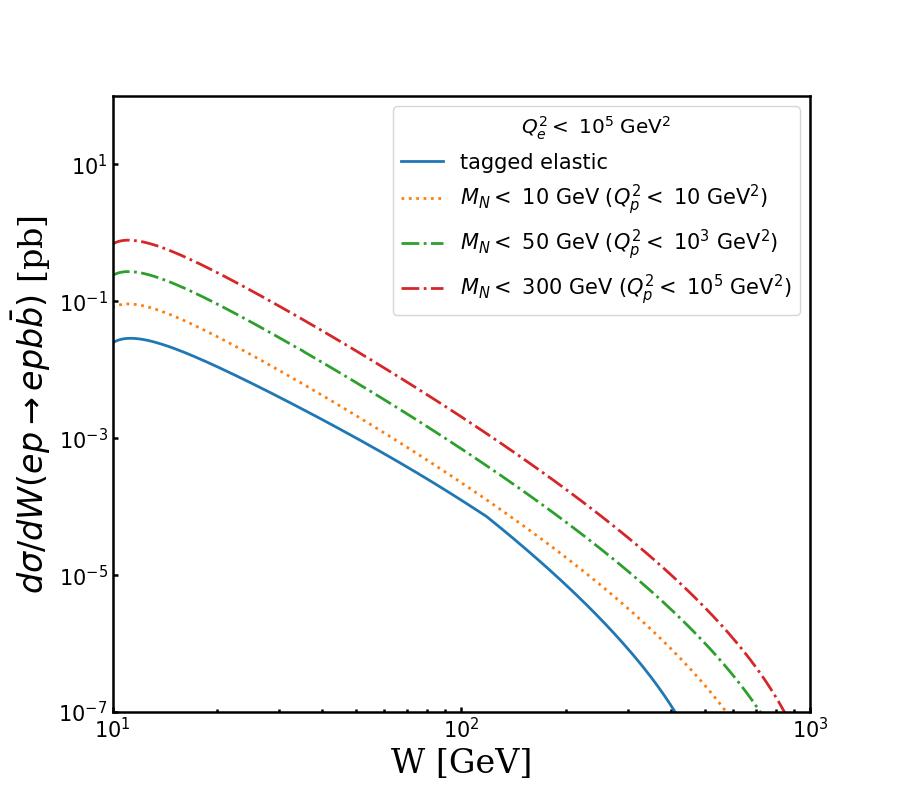 Q_e^2 < 10^5 GeV^2
tagged elastic
M_N < 10 GeV (Q_p^2 < 10 GeV^2)
M_N < 50 GeV (Q_p^2 < 10^3 GeV^2)
M_N < 300 GeV (Q_p^2 < 10^5 GeV^2)
dσ/dW(ep → epbb̄) [pb]
10^1
10^−1
10^−3
10^−5
10^−7
10^1
10^2
10^3
W [GeV]